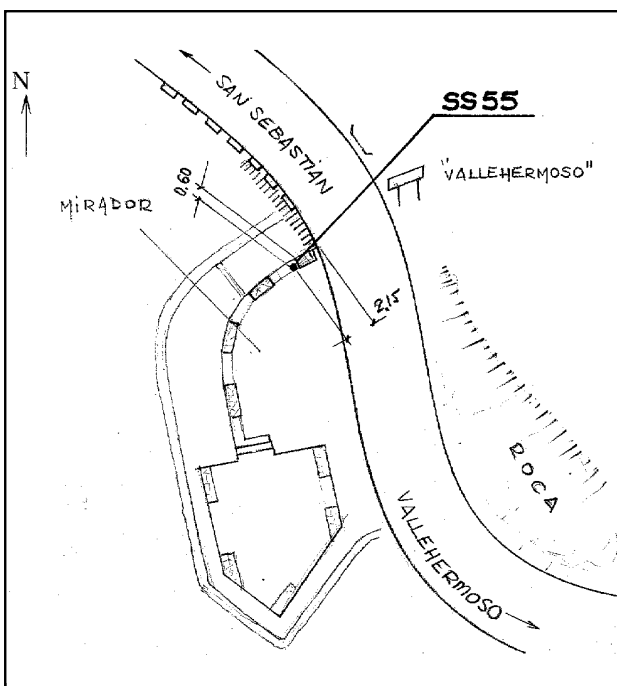 N
SAN SEBASTIAN
SS55
"VALLEHERMOSO"
0.60
MIRADOR
2.15
ROCA
VALLEHERMOSO